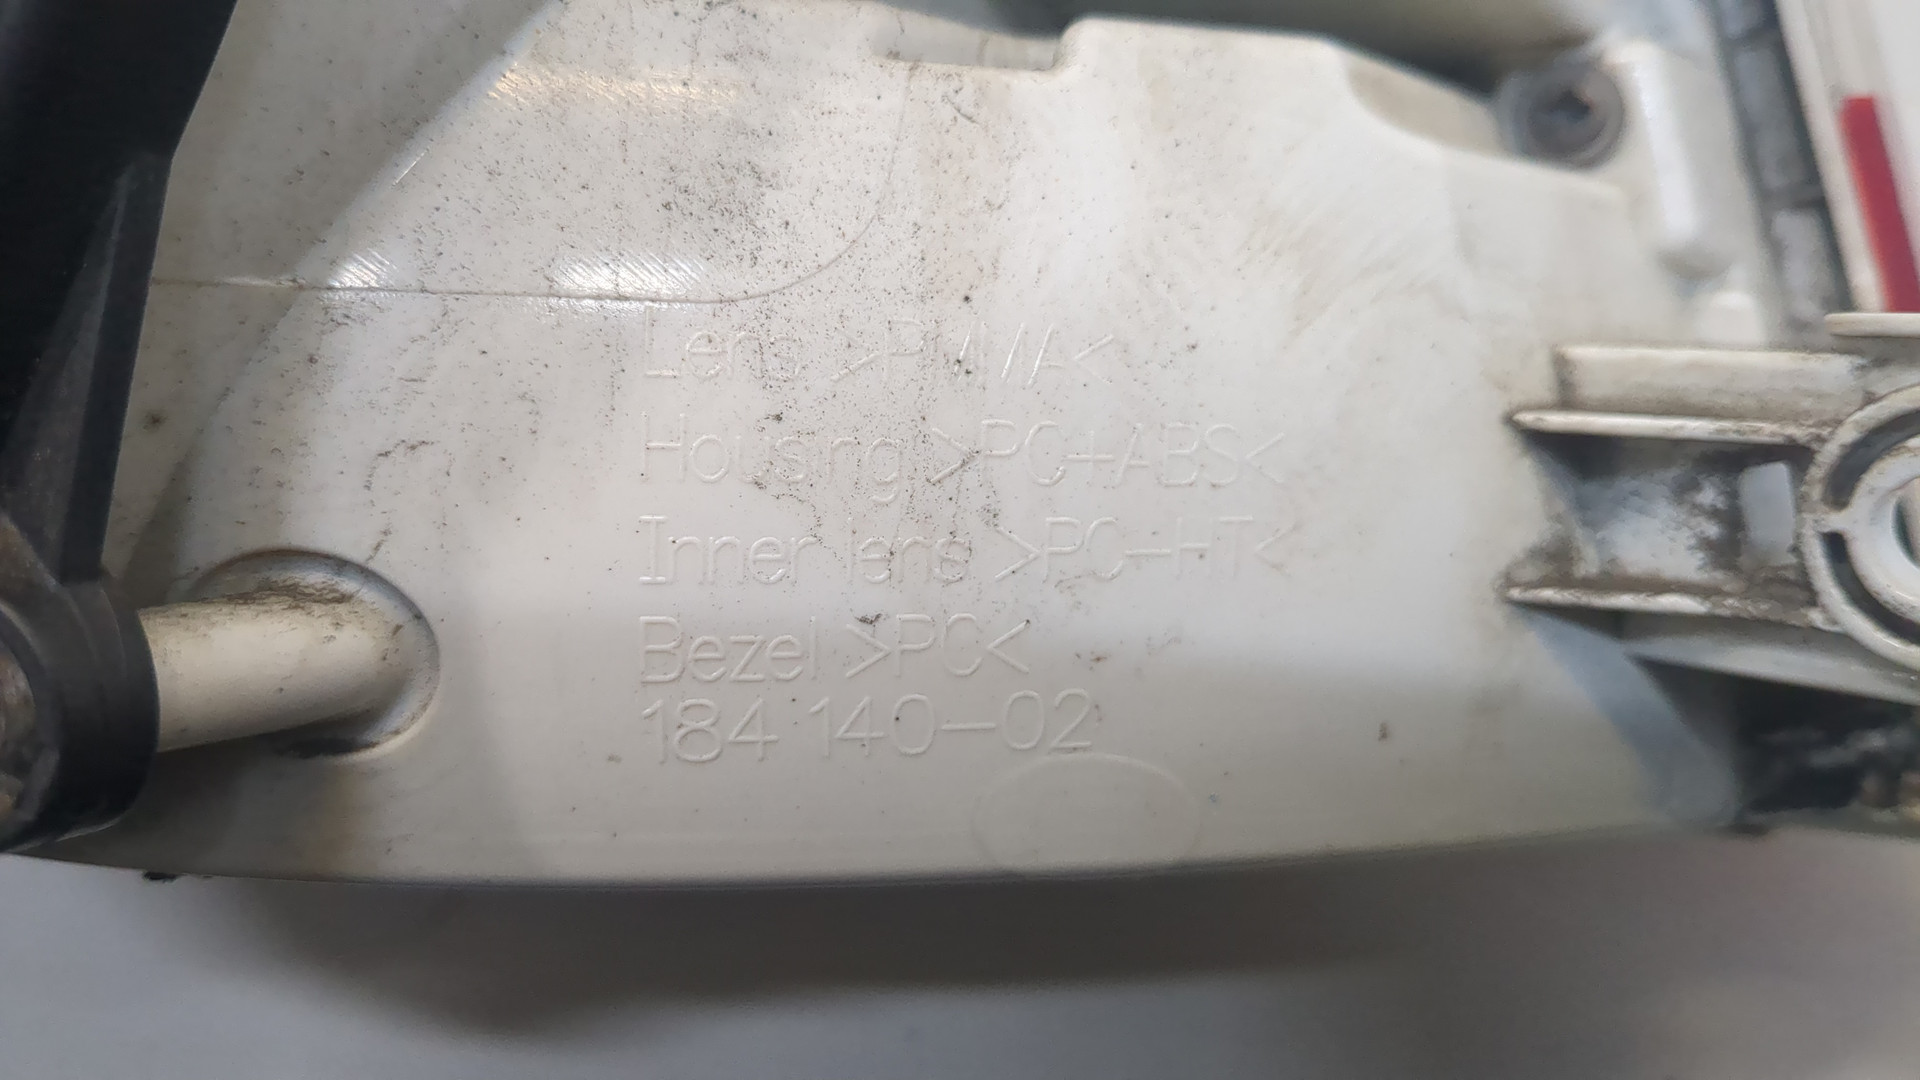 Lens >PMMA<
Housing >PC+ABS<
Inner lens >PC-HT<
Bezel >PC<
184 140-02